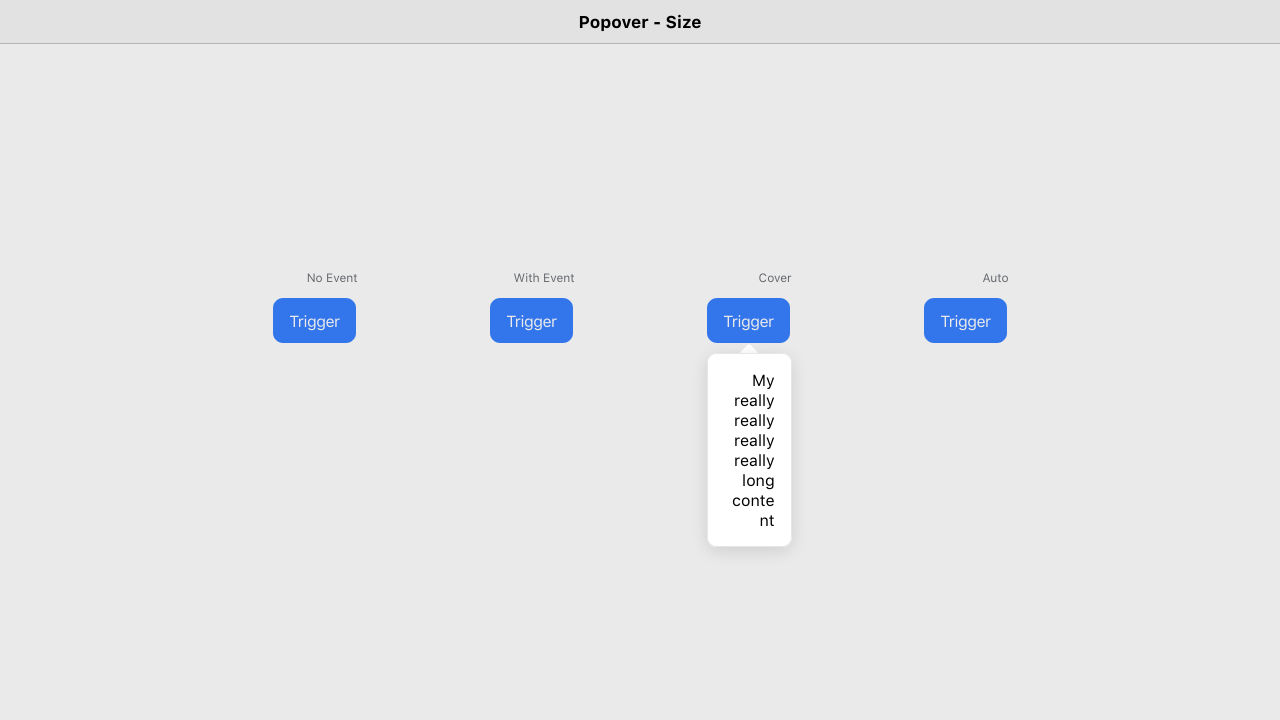 Popover - Size
No Event
With Event
Cover
Auto
Trigger
Trigger
Trigger
Trigger
My
really
really
really
really
long
conte
nt